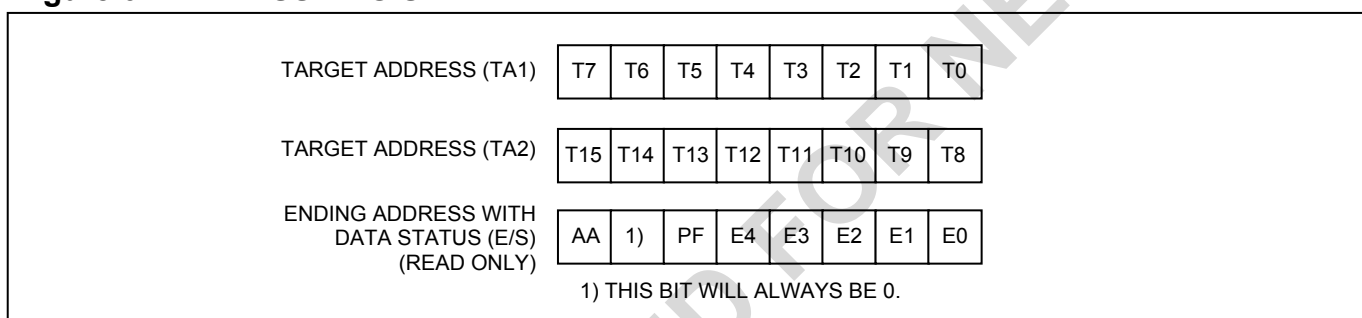 TARGET ADDRESS (TA1) T7 T6 T5 T4 T3 T2 T1 T0
TARGET ADDRESS (TA2) T15 T14 T13 T12 T11 T10 T9 T8
ENDING ADDRESS WITH
DATA STATUS (E/S)
(READ ONLY)
AA 1) PF E4 E3 E2 E1 E0
1) THIS BIT WILL ALWAYS BE 0.